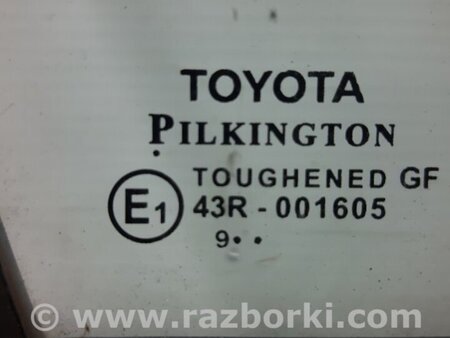 TOYOTA
PILKINGTON
TOUGHENED GF
E1 43R - 001605
9• •
www.razborki.com